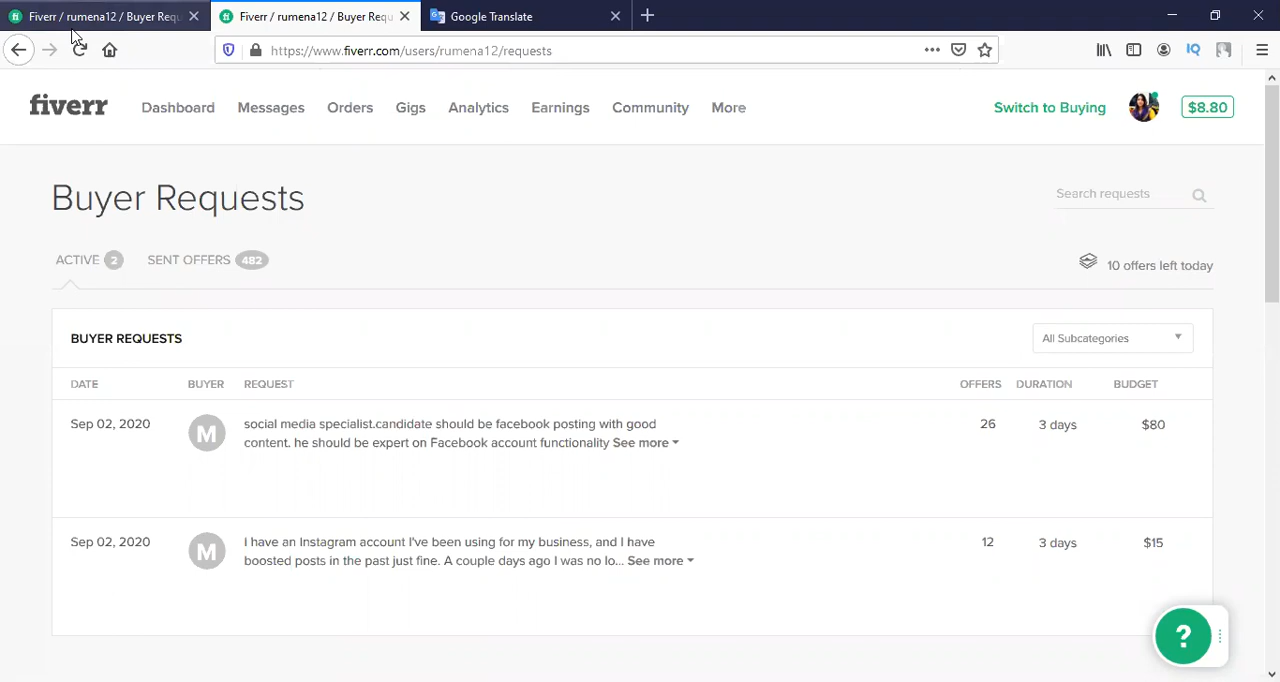 Fiverr / rumena12 / Buyer Requ
Fiverr / rumena12 / Buyer Requ
Google Translate
https://www.fiverr.com/users/rumena12/requests
IQ
fiverr
Dashboard
Messages
Orders
Gigs
Analytics
Earnings
Community
More
Switch to Buying
$8.80
Buyer Requests
Search requests
ACTIVE 2
SENT OFFERS 482
10 offers left today
BUYER REQUESTS
All Subcategories
DATE BUYER REQUEST OFFERS DURATION BUDGET
Sep 02, 2020 M social media specialist.candidate should be facebook posting with good 26 3 days $80
content. he should be expert on Facebook account functionality See more
Sep 02, 2020 M I have an Instagram account I've been using for my business, and I have 12 3 days $15
boosted posts in the past just fine. A couple days ago I was no lo... See more
?